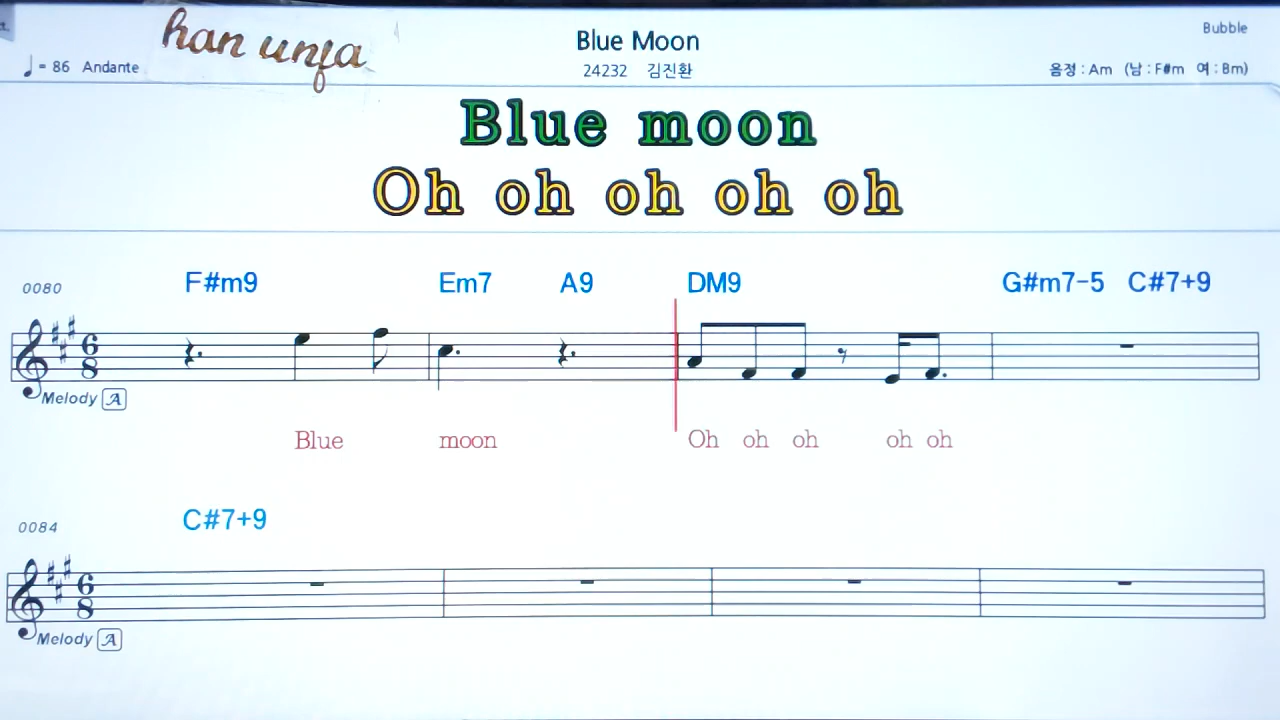 han unja
Blue Moon
Bubble
♩= 86 Andante
24232 김진환
음정 : Am (남 : F#m 여 : Bm)
Blue moon
Oh oh oh oh oh
0080
F#m9 Em7 A9 DM9 G#m7-5 C#7+9
6
8
Melody A
Blue moon Oh oh oh oh oh
0084
C#7+9
6
8
Melody A